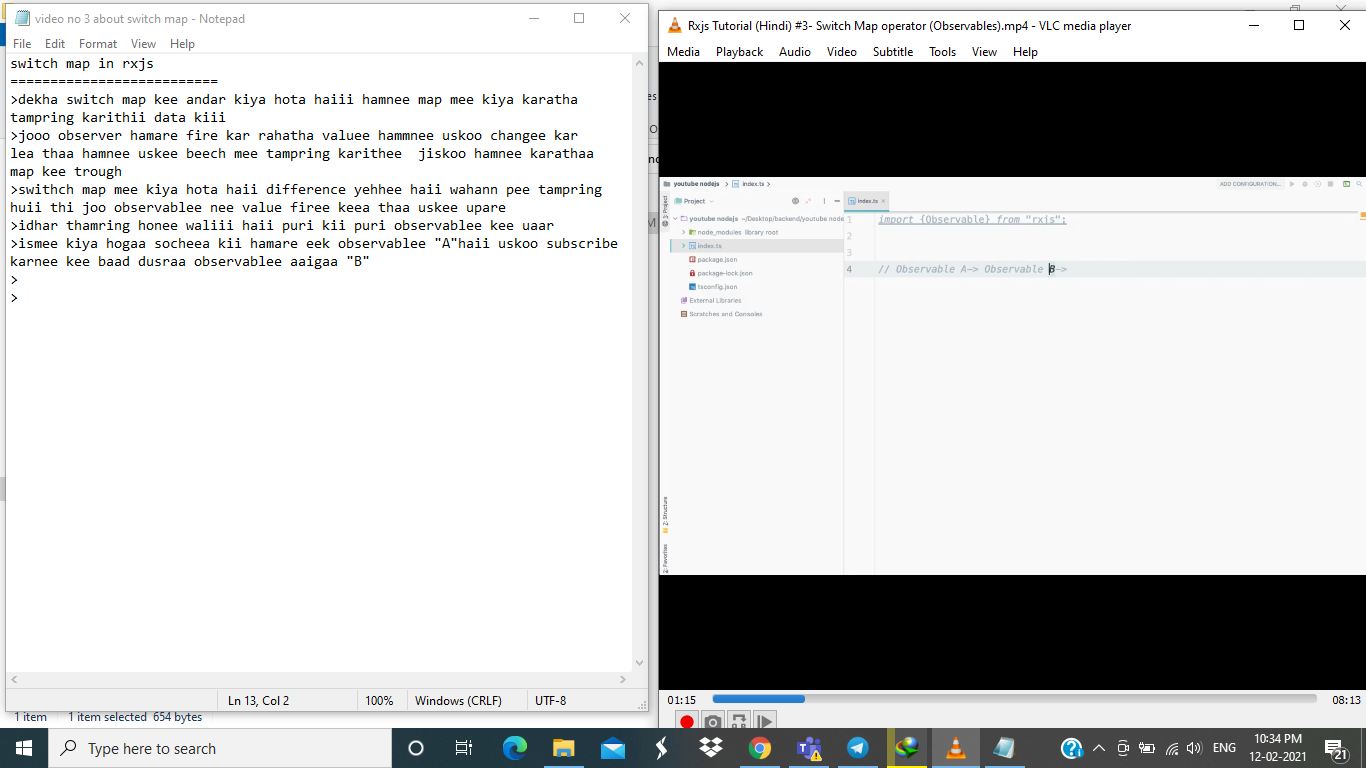 video no 3 about switch map - Notepad
File Edit Format View Help
switch map in rxjs
==========================
>dekha switch map kee andar kiya hota haiii hamnee map mee kiya karatha
tampring karithii data kiii
>jooo observer hamare fire kar rahatha valuee hammnee uskoo changee kar
lea thaa hamnee uskee beech mee tampring karithee  jiskoo hamnee karathaa
map kee trough
>swithch map mee kiya hota haii difference yehhee haii wahann pee tampring
huii thi joo observablee nee value firee keea thaa uskee upare
>idhar thamring honee waliii haii puri kii puri observablee kee uaar
>ismee kiya hogaa socheea kii hamare eek observablee "A"haii uskoo subscribe
karnee kee baad dusraa observablee aaigaa "B"
>
>
Ln 13, Col 2 100% Windows (CRLF) UTF-8
1 item 1 item selected 654 bytes
Rxjs Tutorial (Hindi) #3- Switch Map operator (Observables).mp4 - VLC media player
Media Playback Audio Video Subtitle Tools View Help
youtube nodejs index.ts
ADD CONFIGURATION...
Project
index.ts
1: Project
youtube nodejs ~/Desktop/backend/youtube node
node_modules library root
index.ts
package.json
package-lock.json
tsconfig.json
External Libraries
Scratches and Consoles
1 import {Observable} from "rxjs";
2
3
4 // Observable A-> Observable B->
Z: Structure
2: Favorites
01:15 08:13
Type here to search
ENG
10:34 PM
12-02-2021
21